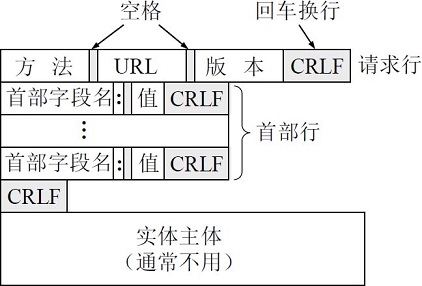 空格 回车换行
方 法 URL 版 本 CRLF 请求行
首部字段名 : 值 CRLF
⋮ 首部行
首部字段名 : 值 CRLF
CRLF
实体主体
（通常不用）